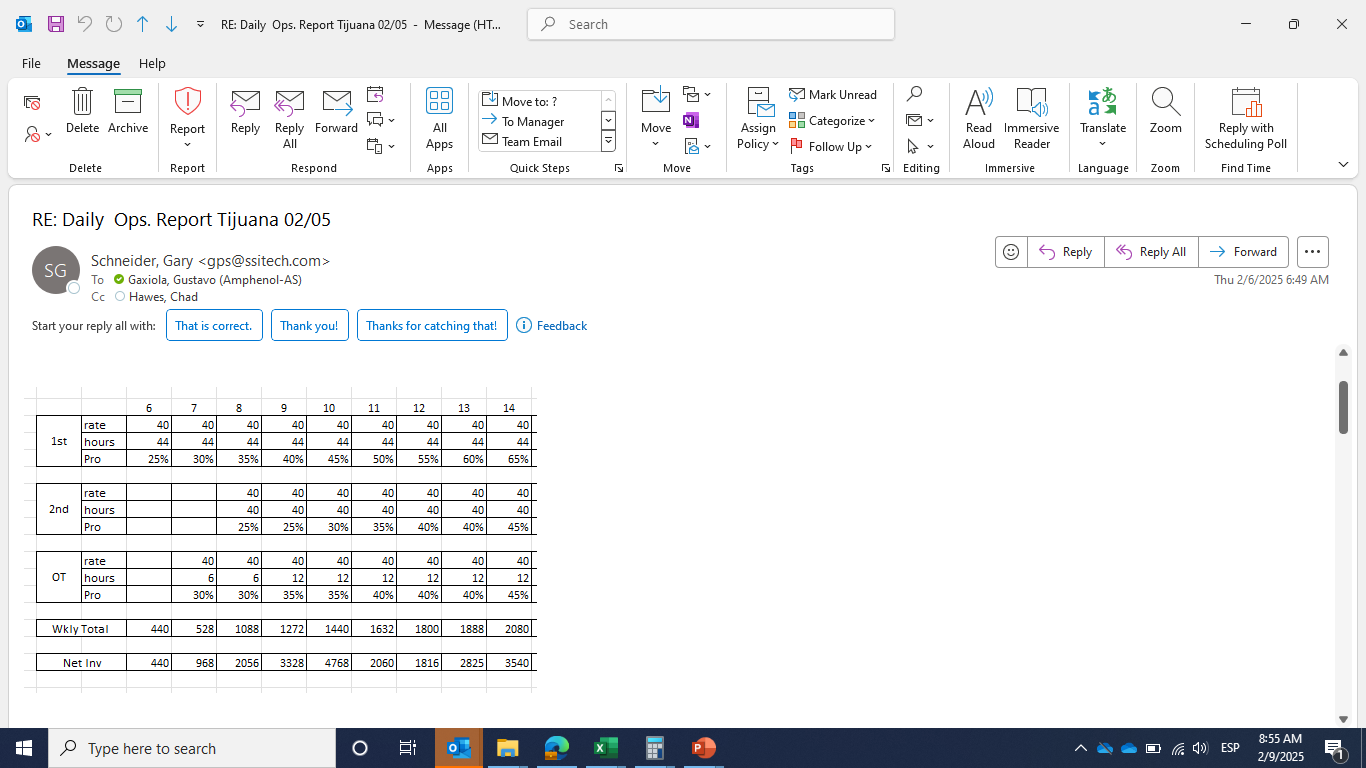 RE: Daily  Ops. Report Tijuana 02/05  -  Message (HT...
Search
File Message Help
Delete Archive Report Reply Reply All Forward All Apps Move to: ? To Manager Team Email Move Assign Policy Mark Unread Categorize Follow Up Read Aloud Immersive Reader Translate Zoom Reply with Scheduling Poll
Delete Report Respond Apps Quick Steps Move Tags Editing Immersive Language Zoom Find Time
RE: Daily  Ops. Report Tijuana 02/05
SG
Schneider, Gary <gps@ssitech.com>
Reply Reply All Forward
To Gaxiola, Gustavo (Amphenol-AS)
Thu 2/6/2025 6:49 AM
Cc Hawes, Chad
Start your reply all with: That is correct. Thank you! Thanks for catching that! Feedback
6 7 8 9 10 11 12 13 14
rate 40 40 40 40 40 40 40 40 40
1st hours 44 44 44 44 44 44 44 44 44
Pro 25% 30% 35% 40% 45% 50% 55% 60% 65%
rate 40 40 40 40 40 40 40
2nd hours 40 40 40 40 40 40 40
Pro 25% 25% 30% 35% 40% 40% 45%
rate 40 40 40 40 40 40 40 40
OT hours 6 6 12 12 12 12 12 12
Pro 30% 30% 35% 35% 40% 40% 40% 45%
Wkly Total 440 528 1088 1272 1440 1632 1800 1888 2080
Net Inv 440 968 2056 3328 4768 2060 1816 2825 3540
Type here to search
ESP
8:55 AM
2/9/2025
1